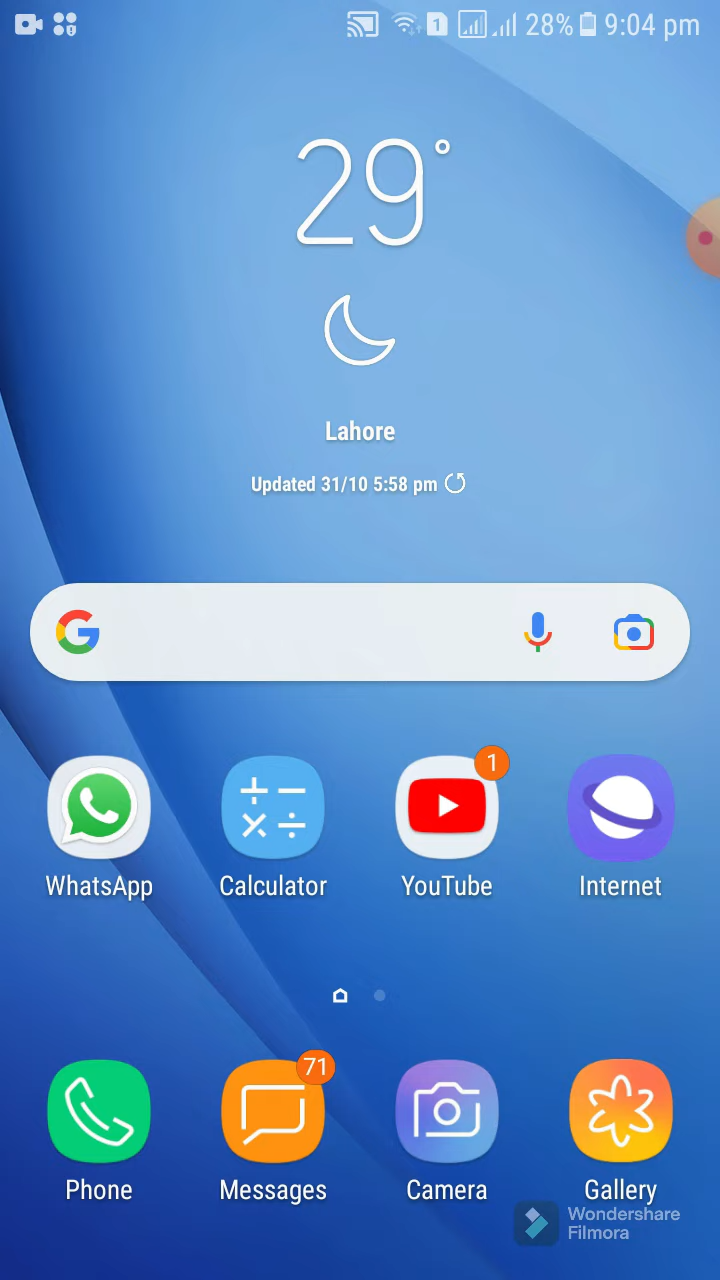 1 28% 9:04 pm
29°
Lahore
Updated 31/10 5:58 pm
G
1
WhatsApp Calculator YouTube Internet
71
Phone Messages Camera Gallery
Wondershare
Filmora